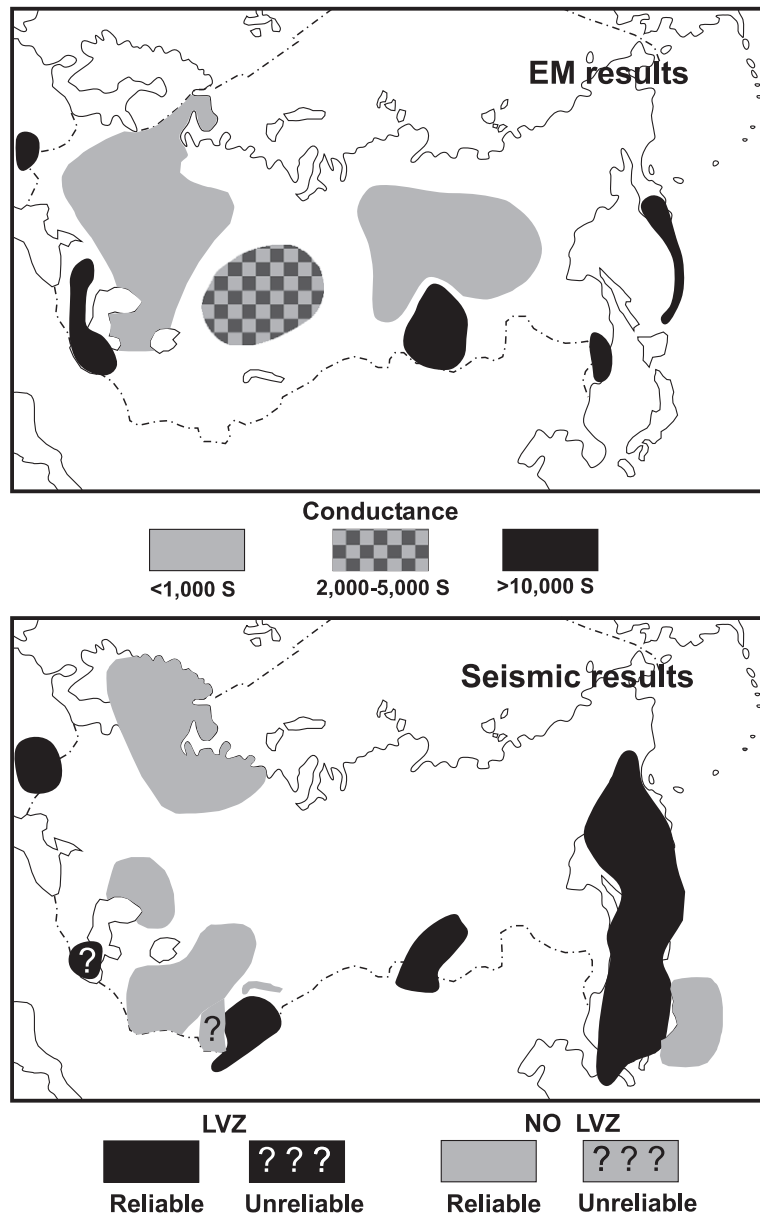 EM results
Conductance
<1,000 S 2,000-5,000 S >10,000 S
Seismic results
?
?
LVZ NO LVZ
? ? ? ? ? ?
Reliable Unreliable Reliable Unreliable